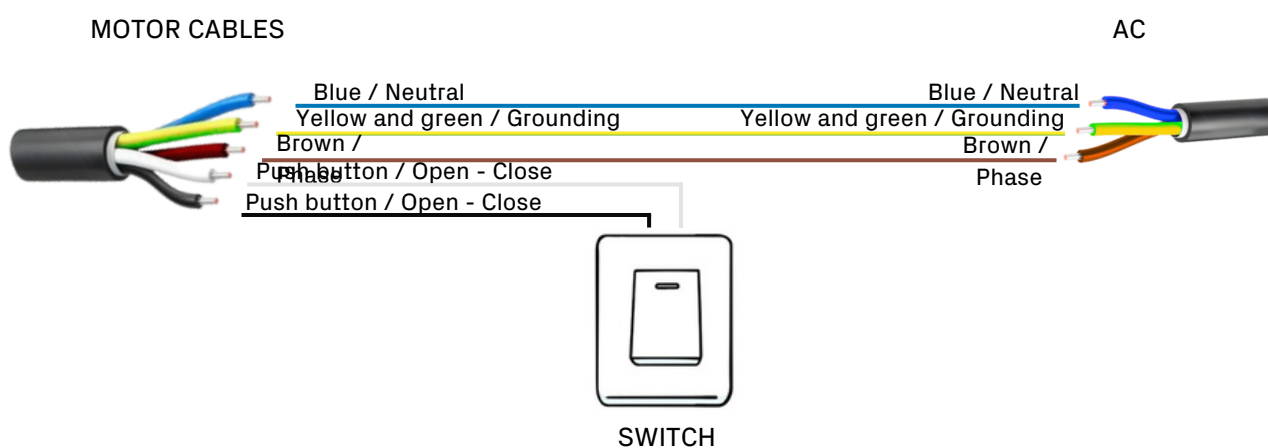 MOTOR CABLES
AC
Blue / Neutral
Blue / Neutral
Yellow and green / Grounding
Yellow and green / Grounding
Brown /
Phase
Brown /
Phase
Push button / Open - Close
Push button / Open - Close
SWITCH